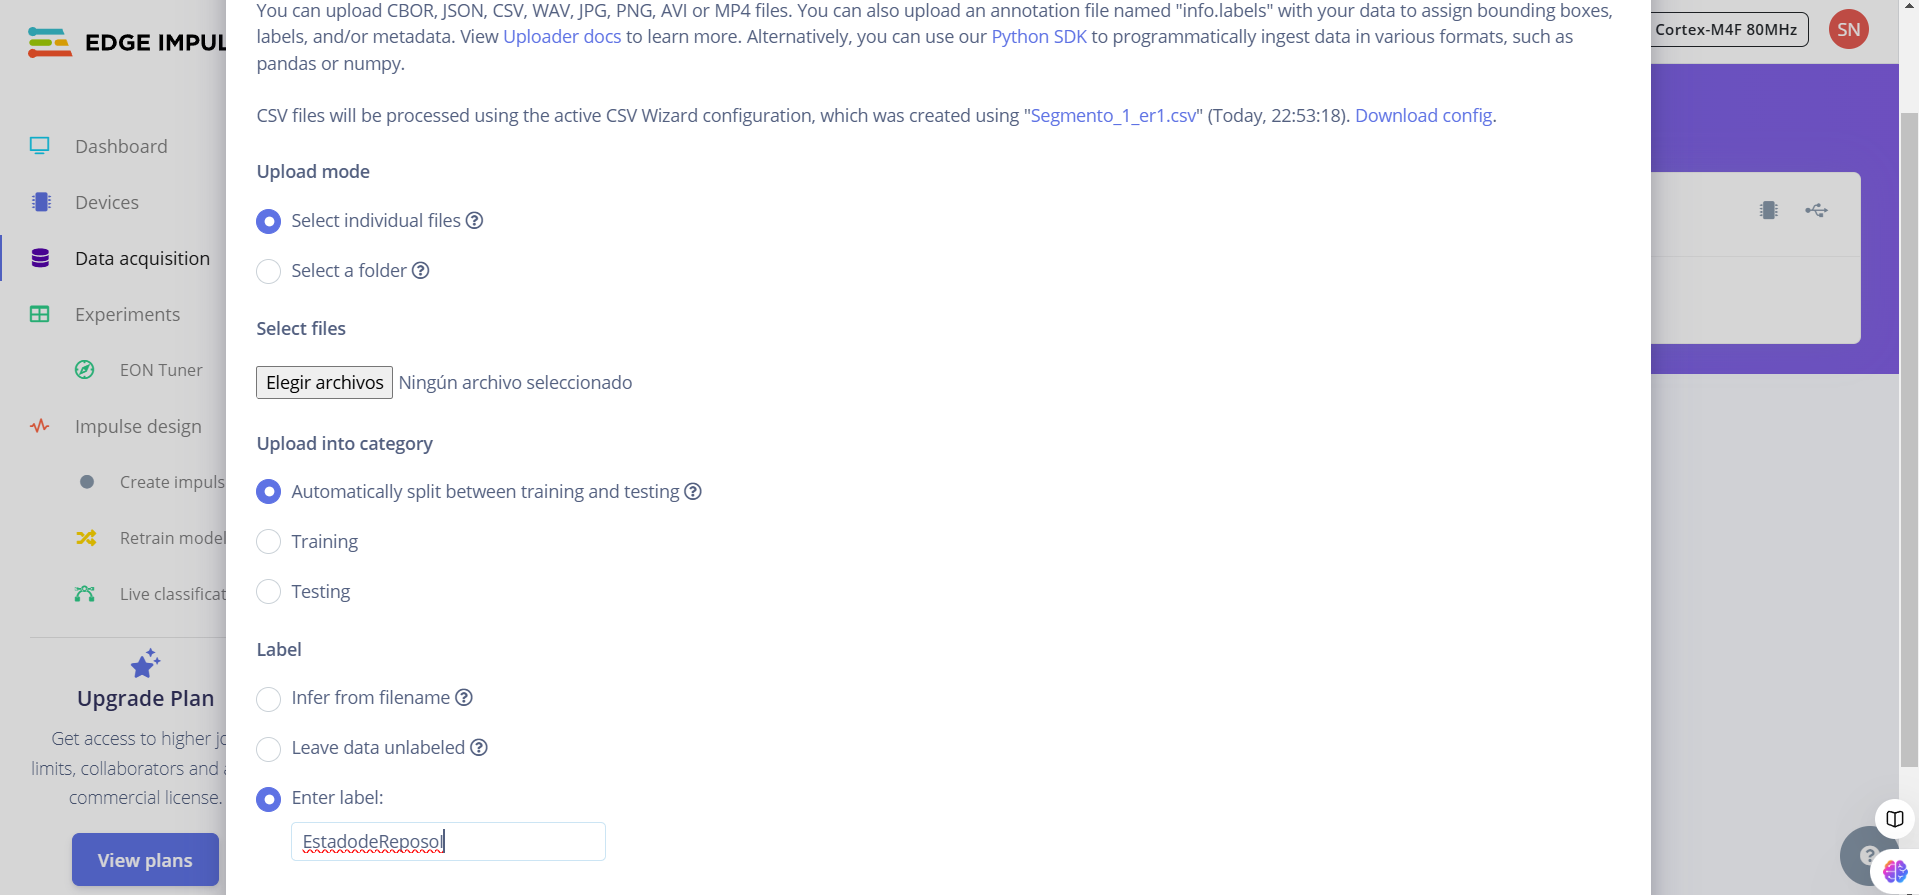 You can upload CBOR, JSON, CSV, WAV, JPG, PNG, AVI or MP4 files. You can also upload an annotation file named "info.labels" with your data to assign bounding boxes,
labels, and/or metadata. View Uploader docs to learn more. Alternatively, you can use our Python SDK to programmatically ingest data in various formats, such as
pandas or numpy.
CSV files will be processed using the active CSV Wizard configuration, which was created using "Segmento_1_er1.csv" (Today, 22:53:18). Download config.
Upload mode
Select individual files
Select a folder
Select files
Elegir archivos Ningún archivo seleccionado
Upload into category
Automatically split between training and testing
Training
Testing
Label
Infer from filename
Leave data unlabeled
Enter label:
EstadodeReposo
EDGE IMPUL
Dashboard
Devices
Data acquisition
Experiments
EON Tuner
Impulse design
Create impuls
Retrain model
Live classificat
Upgrade Plan
Get access to higher jo
limits, collaborators and a
commercial license.
View plans
Cortex-M4F 80MHz
SN